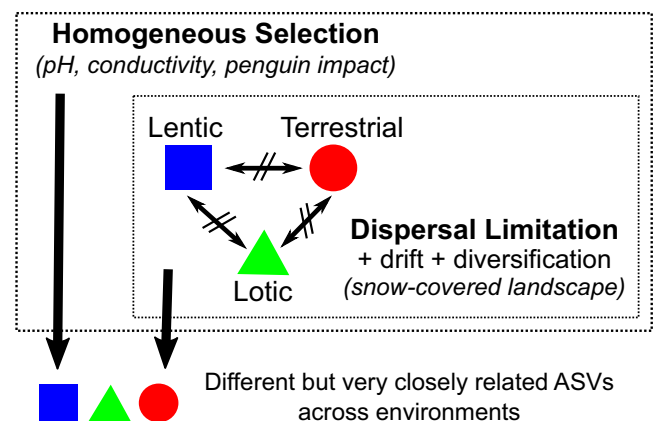 Homogeneous Selection
(pH, conductivity, penguin impact)
Lentic Terrestrial
Dispersal Limitation
+ drift + diversification
(snow-covered landscape)
Lotic
Different but very closely related ASVs
across environments